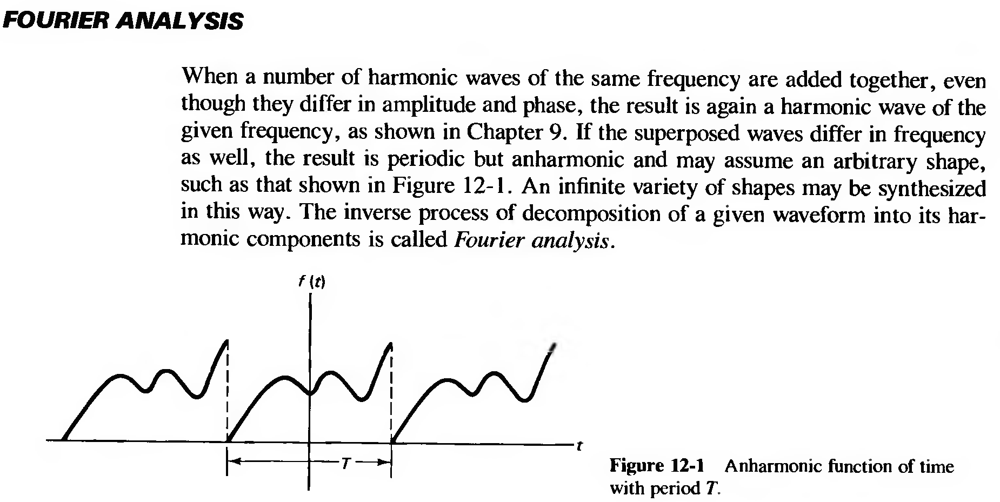 FOURIER ANALYSIS
When a number of harmonic waves of the same frequency are added together, even
though they differ in amplitude and phase, the result is again a harmonic wave of the
given frequency, as shown in Chapter 9. If the superposed waves differ in frequency
as well, the result is periodic but anharmonic and may assume an arbitrary shape,
such as that shown in Figure 12-1. An infinite variety of shapes may be synthesized
in this way. The inverse process of decomposition of a given waveform into its har-
monic components is called Fourier analysis.
f (t)
t
T
Figure 12-1 Anharmonic function of time
with period T.